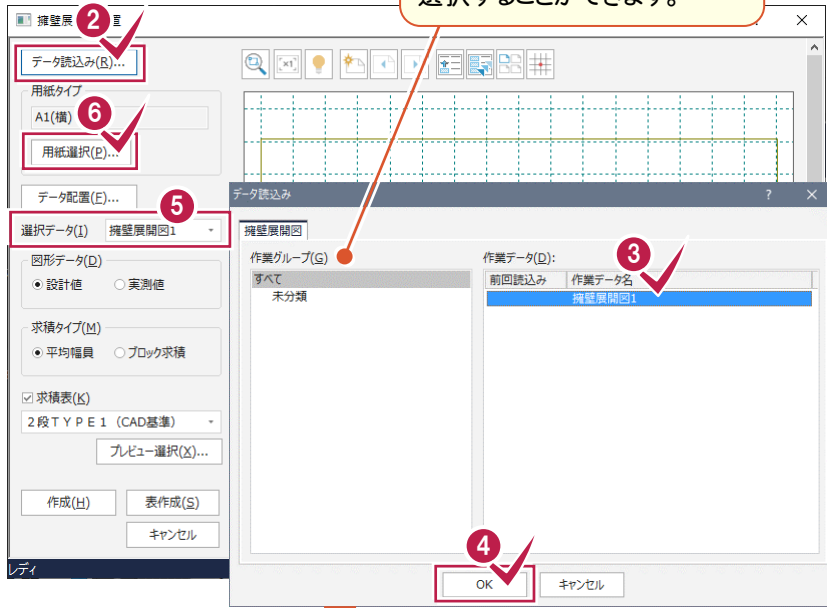 選択することができます。
擁壁展
2
データ読込み(R)...
用紙タイプ
A1(横)
6
用紙選択(P)...
データ配置(E)...
5
選択データ(I) 擁壁展開図1
図形データ(D)
設計値 実測値
求積タイプ(M)
平均幅員 ブロック求積
求積表(K)
2段TYPE1 (CAD基準)
プレビュー選択(X)...
作成(H) 表作成(S)
キャンセル
レディ
データ読込み
擁壁展開図
作業グループ(G)
すべて
未分類
作業データ(D):
3
前回読込み 作業データ名
擁壁展開図1
4
OK キャンセル